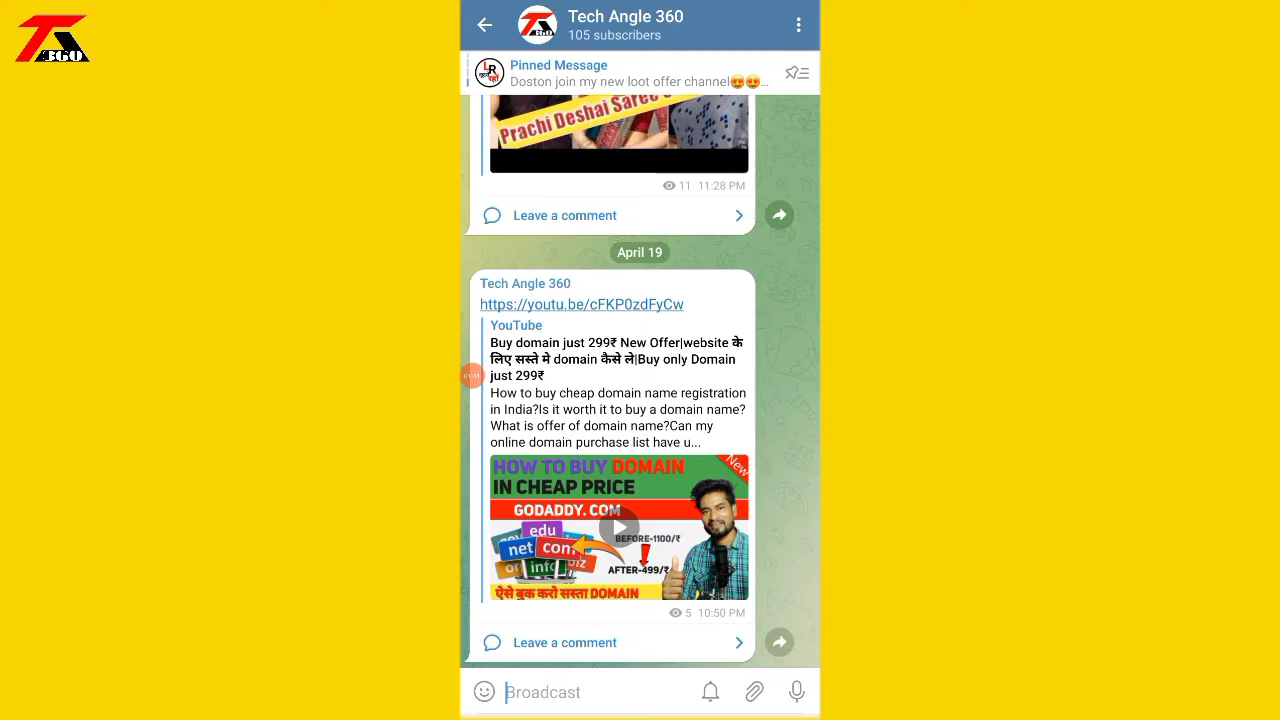 360
Tech Angle 360
105 subscribers
LR
Pinned Message
Doston join my new loot offer channel😍😍...
Prachi Deshai Saree
11 11:28 PM
Leave a comment
April 19
Tech Angle 360
https://youtu.be/cFKP0zdFyCw
YouTube
Buy domain just 299₹ New Offer|website के
लिए सस्ते मे domain कैसे ले|Buy only Domain
just 299₹
How to buy cheap domain name registration
in India?Is it worth it to buy a domain name?
What is offer of domain name?Can my
online domain purchase list have u...
HOW TO BUY DOMAIN
New
IN CHEAP PRICE
GODADDY. COM
edu
net com
info biz
BEFORE-1100/₹
AFTER-499/₹
ऐसे बुक करो सस्ता DOMAIN
5 10:50 PM
Leave a comment
Broadcast